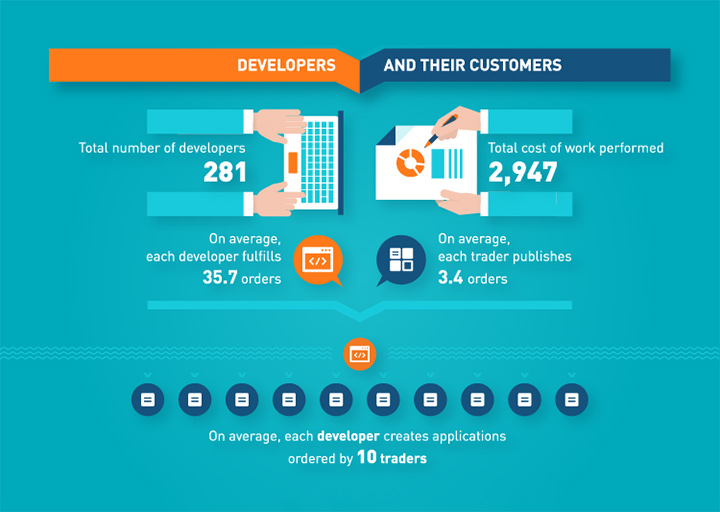 DEVELOPERS
AND THEIR CUSTOMERS
Total number of developers
281
Total cost of work performed
2,947
On average,
each developer fulfills
35.7 orders
On average,
each trader publishes
3.4 orders
On average, each developer creates applications
ordered by 10 traders